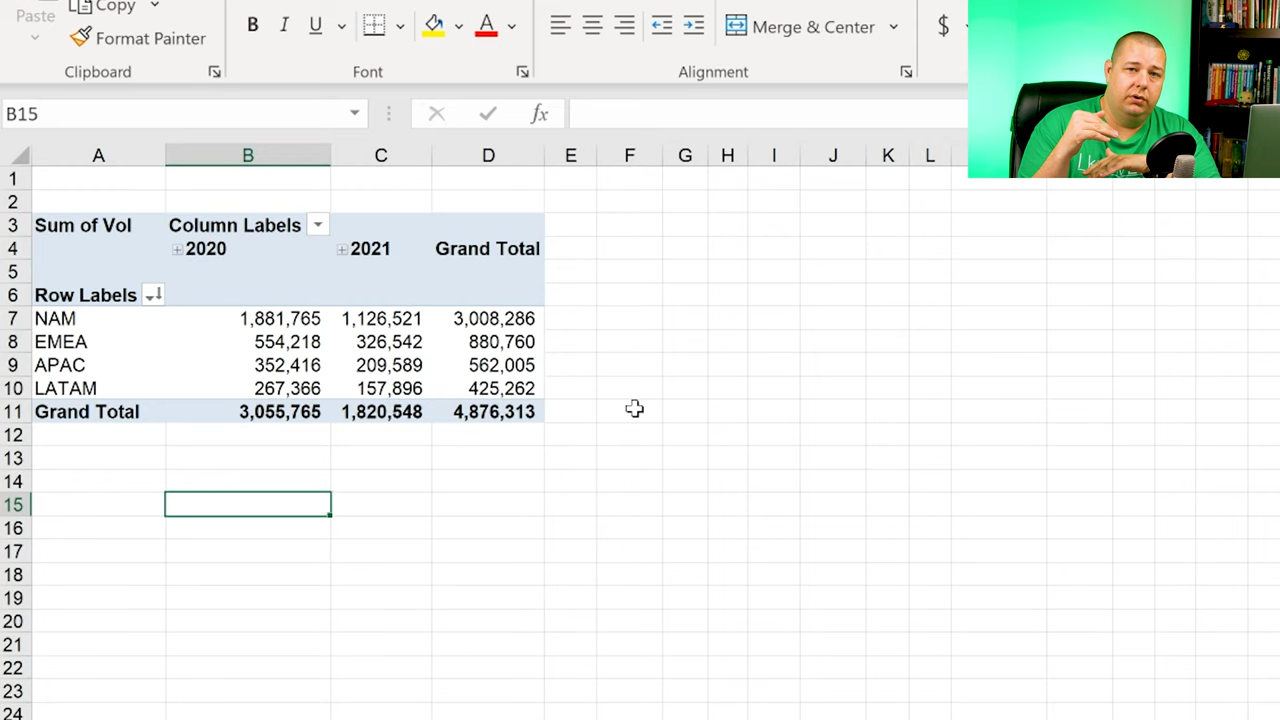 Paste
Copy
Format Painter
B I U A
Merge & Center
$
Clipboard
Font
Alignment
B15
fx
A B C D E F G H I J K L
1
2
3 Sum of Vol Column Labels
4 2020 2021 Grand Total
5
6 Row Labels
7 NAM 1,881,765 1,126,521 3,008,286
8 EMEA 554,218 326,542 880,760
9 APAC 352,416 209,589 562,005
10 LATAM 267,366 157,896 425,262
11 Grand Total 3,055,765 1,820,548 4,876,313
12
13
14
15
16
17
18
19
20
21
22
23
24